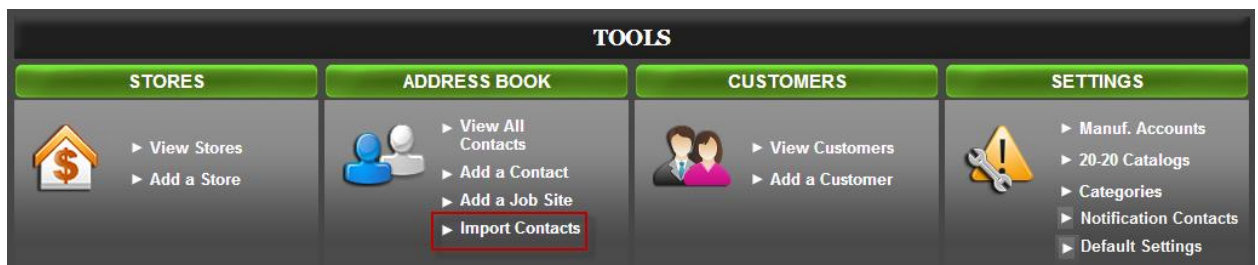 TOOLS
STORES
View Stores
Add a Store
ADDRESS BOOK
View All
Contacts
Add a Contact
Add a Job Site
Import Contacts
CUSTOMERS
View Customers
Add a Customer
SETTINGS
Manuf. Accounts
20-20 Catalogs
Categories
Notification Contacts
Default Settings